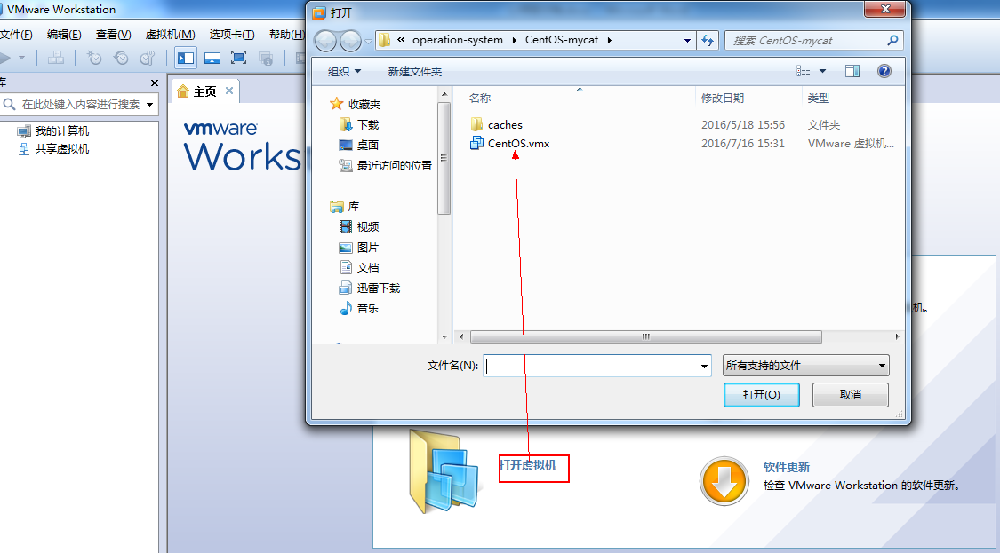 VMware Workstation
文件(F) 编辑(E) 查看(V) 虚拟机(M) 选项卡(T) 帮助(H)
库
在此处键入内容进行搜索
我的计算机
共享虚拟机
主页
vmware
Works
打开
« operation-system CentOS-mycat
搜索 CentOS-mycat
组织 新建文件夹
收藏夹
下载
桌面
最近访问的位置
库
视频
图片
文档
迅雷下载
音乐
名称 修改日期 类型
caches 2016/5/18 15:56 文件夹
CentOS.vmx 2016/7/16 15:31 VMware 虚拟机...
文件名(N): 所有支持的文件
打开(O) 取消
机。
打开虚拟机
软件更新
检查 VMware Workstation 的软件更新。